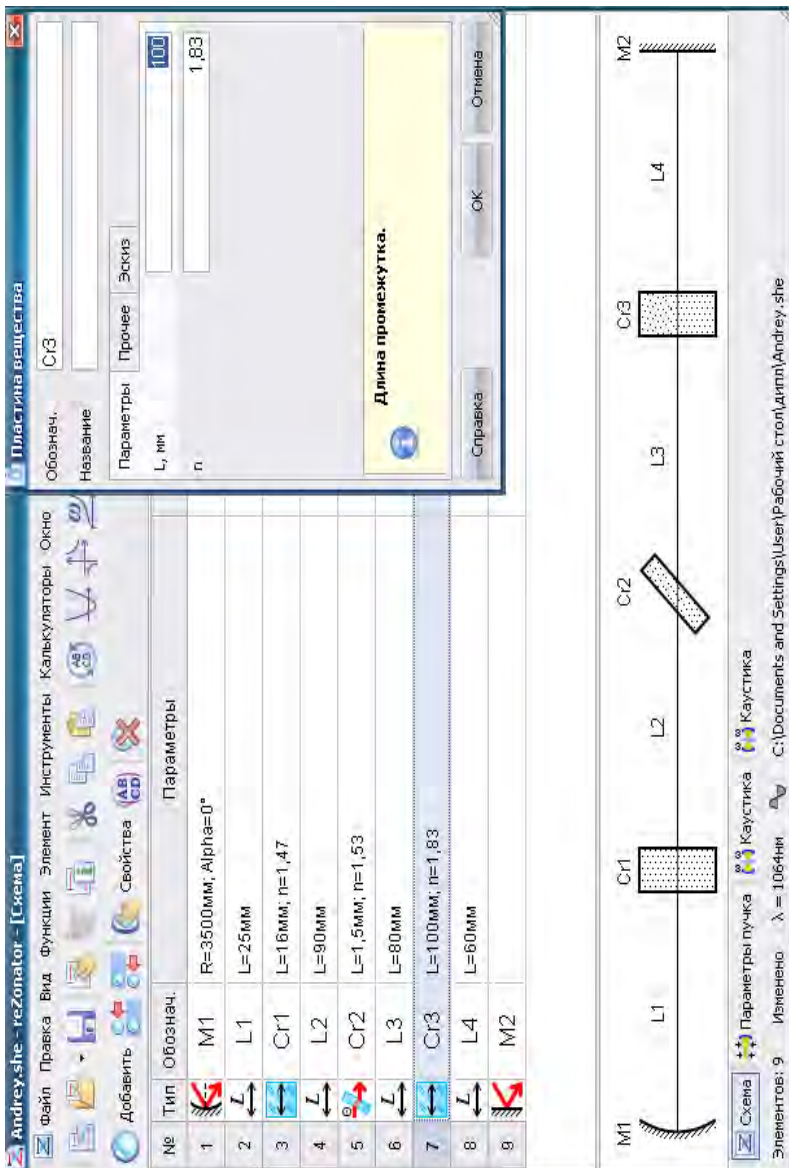 Andrey.she - reZonator - [Схема]
Файл Правка Вид Функции Элемент Инструменты Калькуляторы Окно
Добавить Свойства
№ Тип Обознач. Параметры
1 M1 R=3500мм; Alpha=0°
2 L1 L=25мм
3 Cr1 L=16мм; n=1,47
4 L2 L=90мм
5 Cr2 L=1,5мм; n=1,53
6 L3 L=80мм
7 Cr3 L=100мм; n=1,83
8 L4 L=60мм
9 M2
Пластина вещества
Обознач. Cr3
Название
Параметры Прочее Эскиз
L, мм 100
n 1,83
Длина промежутка.
Справка ОК Отмена
M1 L1 Cr1 L2 Cr2 L3 Cr3 L4 M2
Схема Параметры пучка Каустика Каустика
Элементов: 9 Изменено λ = 1064нм C:\Documents and Settings\User\Рабочий стол\дипл\Andrey.she